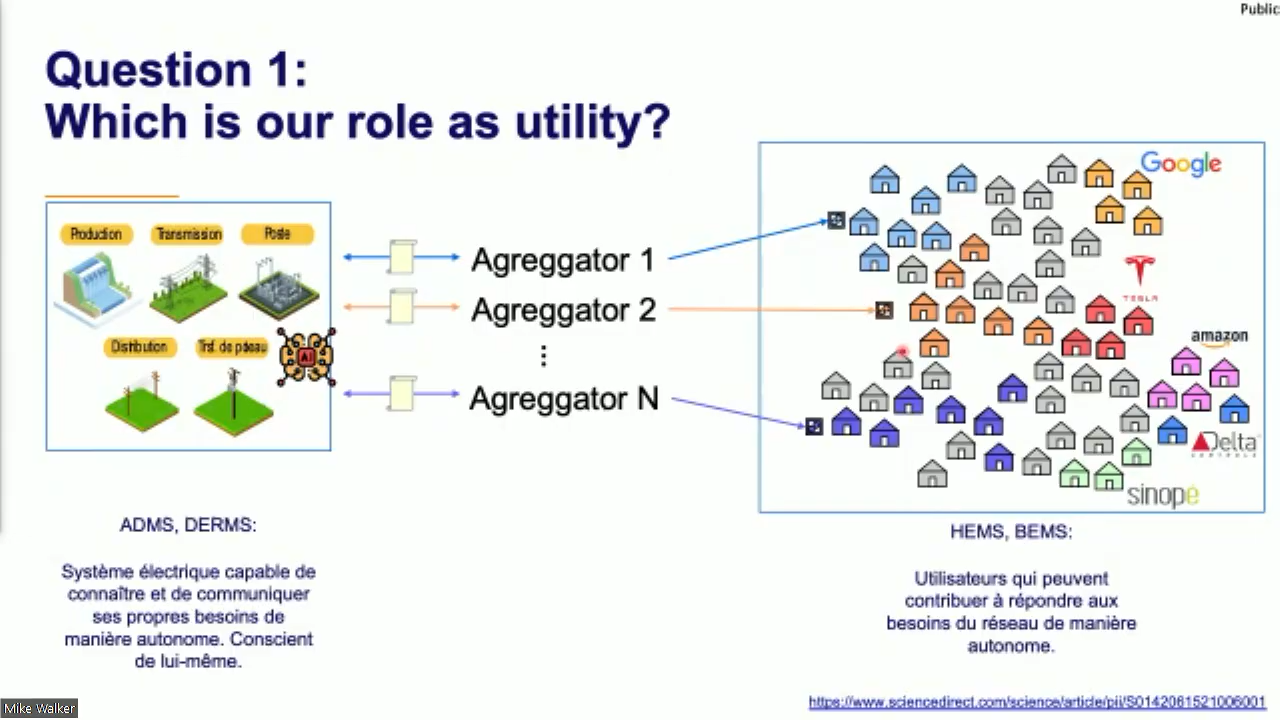 Public
Question 1:
Which is our role as utility?
Production
Transmission
Poste
Distribution
Trsf. de poteau
AI
Agreggator 1
Agreggator 2
Agreggator N
Google
TESLA
amazon
Delta
CONTROLS
sinopé
ADMS, DERMS:
Système électrique capable de
connaître et de communiquer
ses propres besoins de
manière autonome. Conscient
de lui-même.
HEMS, BEMS:
Utilisateurs qui peuvent
contribuer à répondre aux
besoins du réseau de manière
autonome.
Mike Walker
https://www.sciencedirect.com/science/article/pii/S0142061521006001